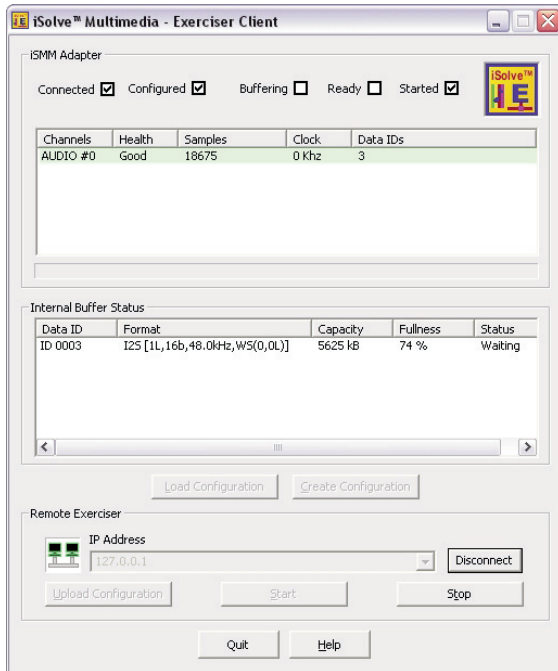 iSolve™ Multimedia - Exerciser Client
iSMM Adapter
Connected Configured Buffering Ready Started
iSolve™
IE
Channels Health Samples Clock Data IDs
AUDIO #0 Good 18675 0 Khz 3
Internal Buffer Status
Data ID Format Capacity Fullness Status
ID 0003 I2S [1L,16b,48.0kHz,WS(0,0L)] 5625 kB 74 % Waiting
Load Configuration Create Configuration
Remote Exerciser
IP Address
127.0.0.1 Disconnect
Upload Configuration Start Stop
Quit Help